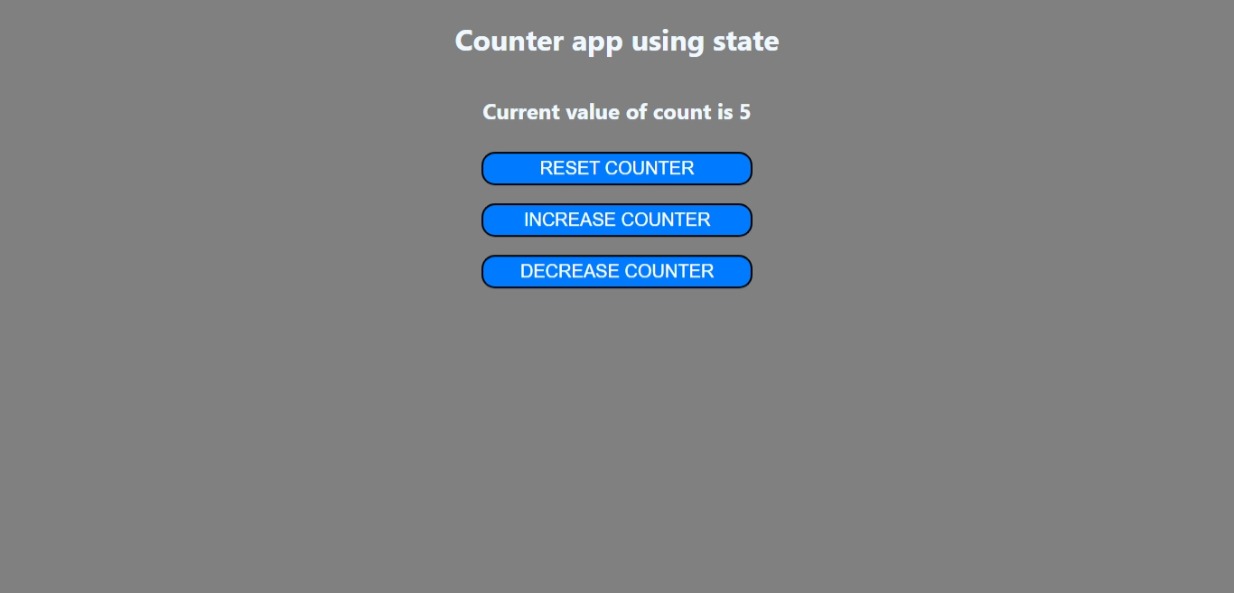 Counter app using state
Current value of count is 5
RESET COUNTER
INCREASE COUNTER
DECREASE COUNTER